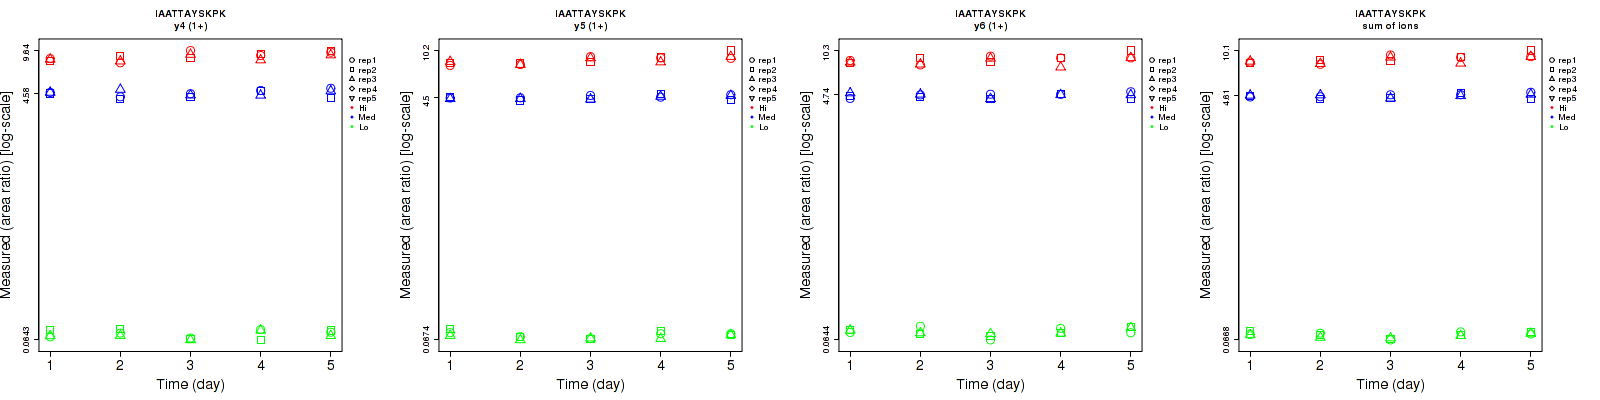 IAATTAYSKPK
y4 (1+)
Measured (area ratio) [log-scale]
9.64
4.58
0.0643
1 2 3 4 5
Time (day)
rep1
rep2
rep3
rep4
rep5
Hi
Med
Lo
IAATTAYSKPK
y5 (1+)
Measured (area ratio) [log-scale]
10.2
4.5
0.0674
1 2 3 4 5
Time (day)
rep1
rep2
rep3
rep4
rep5
Hi
Med
Lo
IAATTAYSKPK
y6 (1+)
Measured (area ratio) [log-scale]
10.3
4.74
0.0644
1 2 3 4 5
Time (day)
rep1
rep2
rep3
rep4
rep5
Hi
Med
Lo
IAATTAYSKPK
sum of ions
Measured (area ratio) [log-scale]
10.1
4.61
0.0668
1 2 3 4 5
Time (day)
rep1
rep2
rep3
rep4
rep5
Hi
Med
Lo